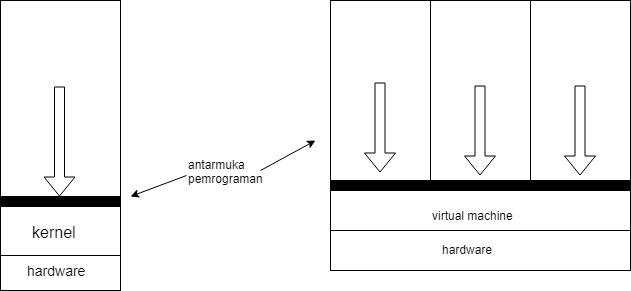 antarmuka
pemrograman
kernel
hardware
virtual machine
hardware